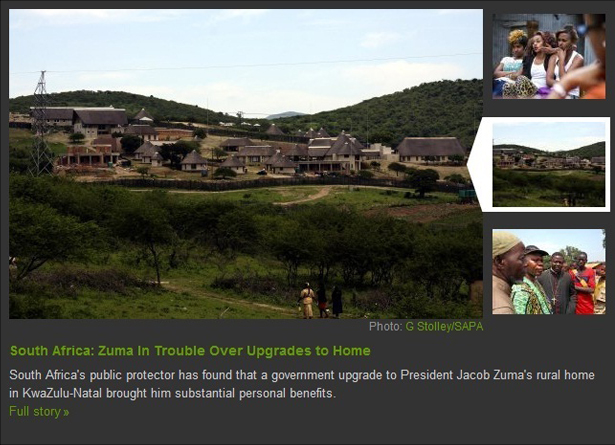 Photo: G Stolley/SAPA
South Africa: Zuma In Trouble Over Upgrades to Home
South Africa's public protector has found that a government upgrade to President Jacob Zuma's rural home
in KwaZulu-Natal brought him substantial personal benefits.
Full story »